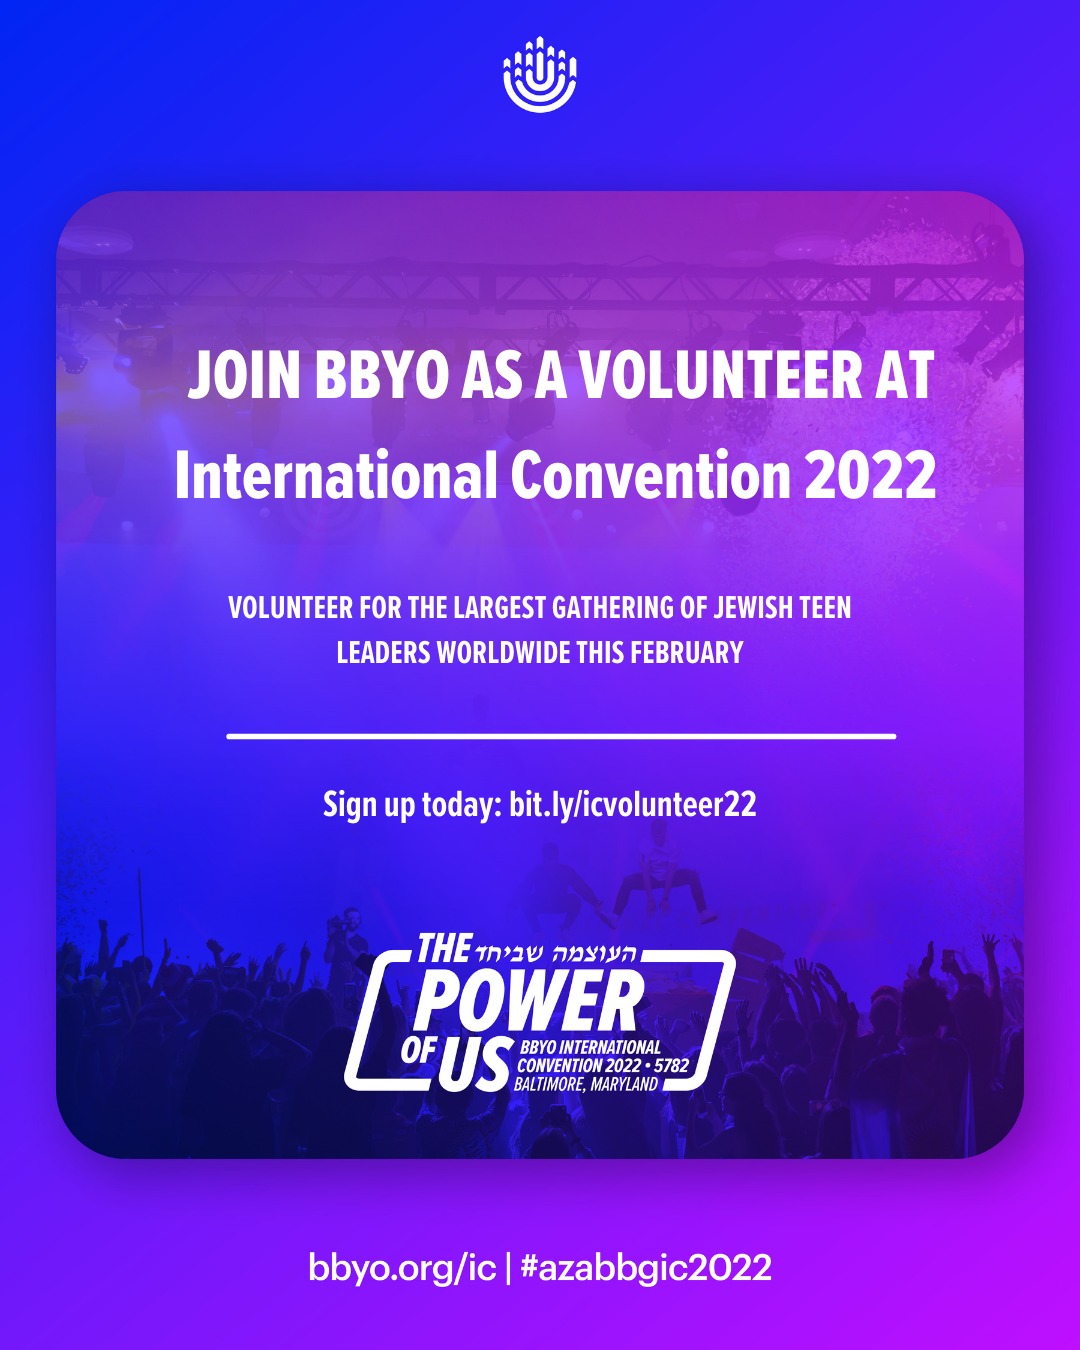 JOIN BBYO AS A VOLUNTEER AT
International Convention 2022
VOLUNTEER FOR THE LARGEST GATHERING OF JEWISH TEEN
LEADERS WORLDWIDE THIS FEBRUARY
Sign up today: bit.ly/icvolunteer22
THE העוצמה שביחד
POWER
OF US
BBYO INTERNATIONAL
CONVENTION 2022 • 5782
BALTIMORE, MARYLAND
bbyo.org/ic | #azabbgic2022